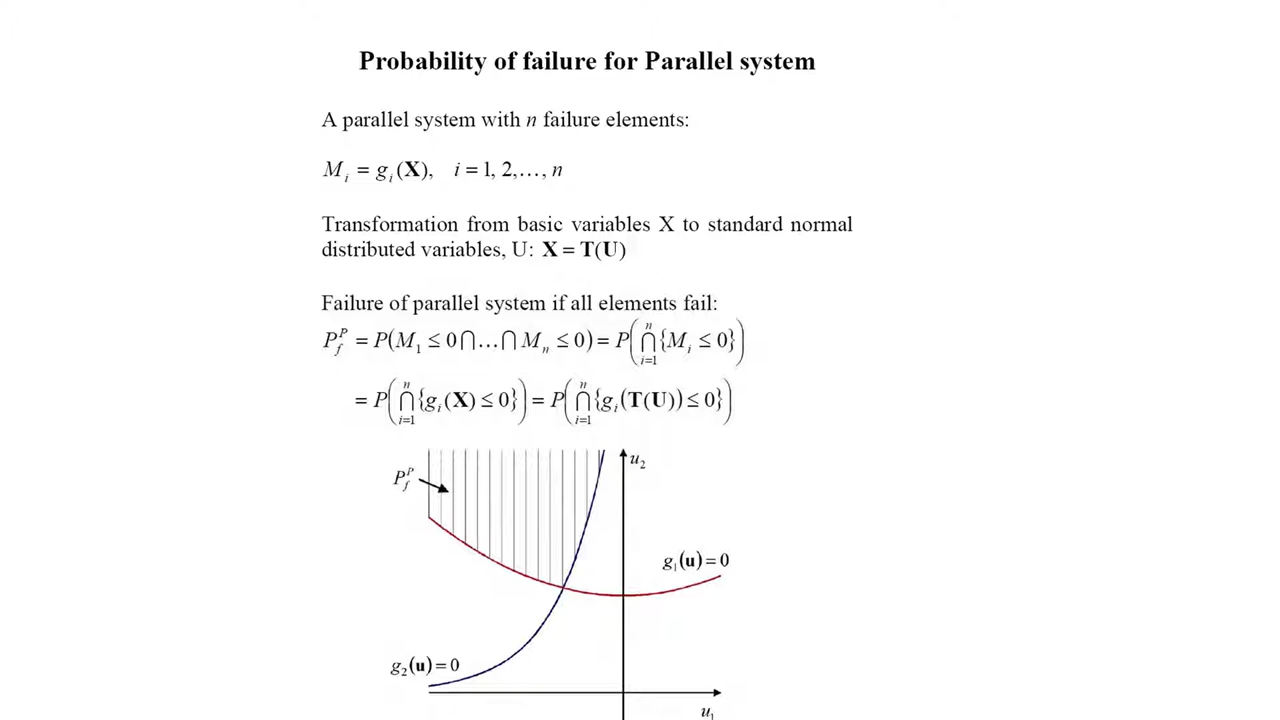 Probability of failure for Parallel system
A parallel system with n failure elements:
M_i = g_i(X), i = 1, 2,..., n
Transformation from basic variables X to standard normal
distributed variables, U: X = T(U)
Failure of parallel system if all elements fail:
P_f^P = P(M_1 ≤ 0 ⋂ ... ⋂ M_n ≤ 0) = P(⋂_{i=1}^n {M_i ≤ 0})
= P(⋂_{i=1}^n {g_i(X) ≤ 0}) = P(⋂_{i=1}^n {g_i(T(U)) ≤ 0})
u_2
P_f^P
g_1(u) = 0
g_2(u) = 0
u_1